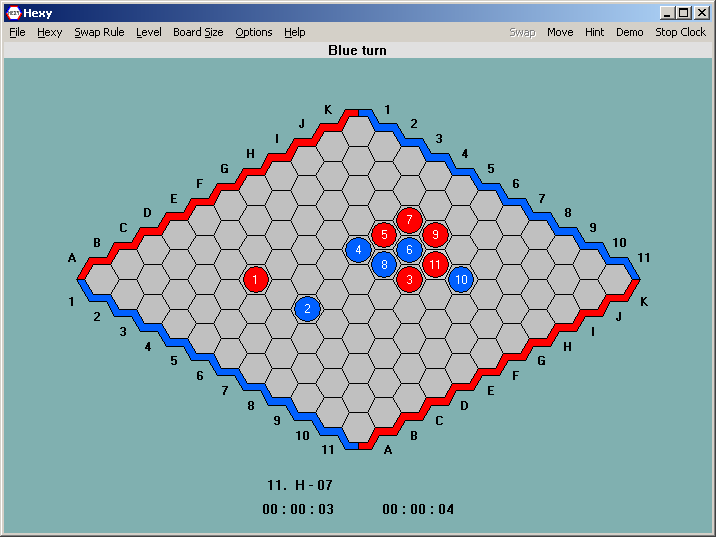 Hexy
File Hexy Swap Rule Level Board Size Options Help Swap Move Hint Demo Stop Clock
Blue turn
K 1
J 2
I 3
H 4
G 5
F 6
E 7
D 8
C 9
B 10
A 11
7
5 9
4 6
8 11
1 3 10
2
1 K
2 J
3 I
4 H
5 G
6 F
7 E
8 D
9 C
10 B
11 A
11. H - 07
00 : 00 : 03 00 : 00 : 04